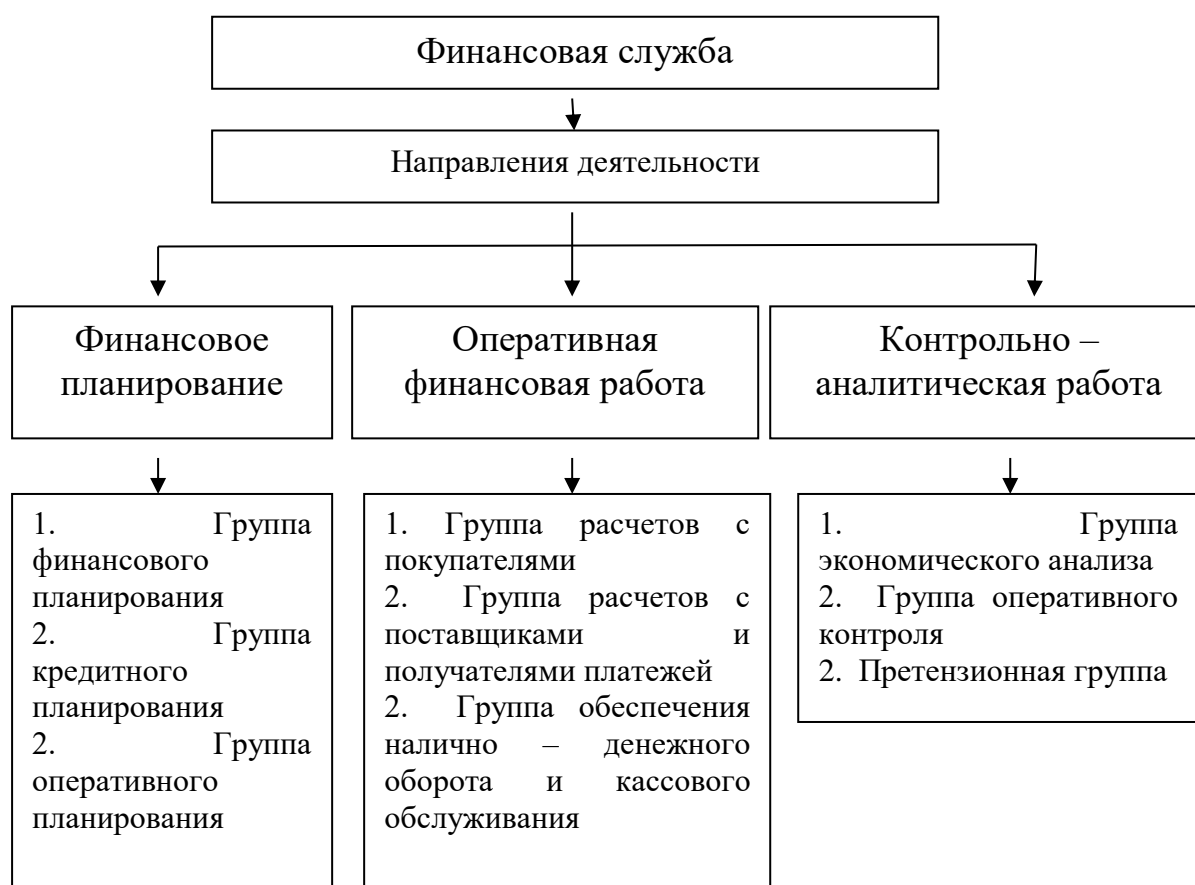 Финансовая служба
Направления деятельности
Финансовое
планирование
Оперативная
финансовая работа
Контрольно –
аналитическая работа
1. Группа
финансового
планирования
2. Группа
кредитного
планирования
2. Группа
оперативного
планирования
1. Группа расчетов с
покупателями
2. Группа расчетов с
поставщиками и
получателями платежей
2. Группа обеспечения
налично – денежного
оборота и кассового
обслуживания
1. Группа
экономического анализа
2. Группа оперативного
контроля
2. Претензионная группа